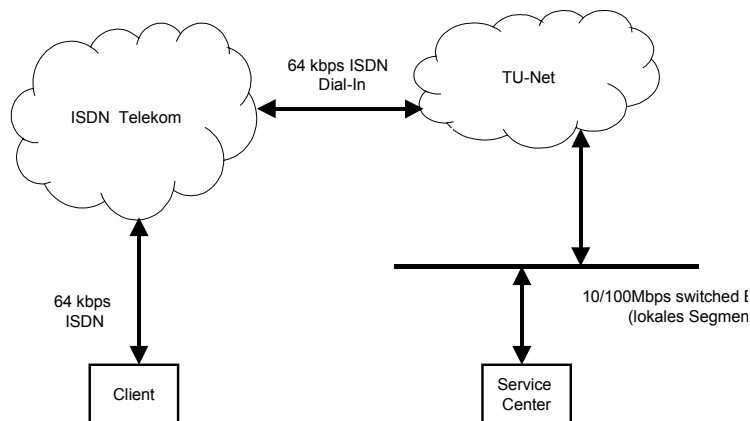 64 kbps ISDN
Dial-In
TU-Net
ISDN Telekom
64 kbps
ISDN
10/100Mbps switched
(lokales
Client
Service
Center